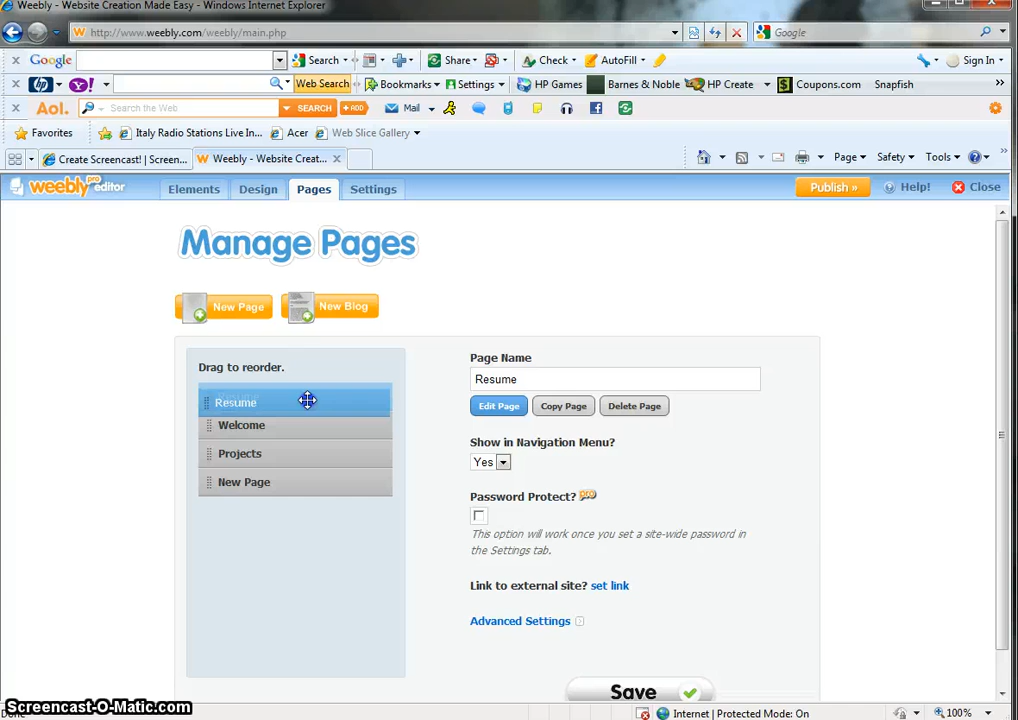 Weebly - Website Creation Made Easy - Windows Internet Explorer
http://www.weebly.com/weebly/main.php
Google
Google Search Share Check AutoFill Sign In
hp Y! Web Search Bookmarks Settings HP Games Barnes & Noble HP Create Coupons.com Snapfish
Aol. Search the Web SEARCH +ADD Mail
Favorites Italy Radio Stations Live In... Acer Web Slice Gallery
Create Screencast! | Screen... Weebly - Website Creat... Page Safety Tools
weebly pro editor Elements Design Pages Settings Publish » Help! Close
Manage Pages
New Page New Blog
Drag to reorder.
Resume
Welcome
Projects
New Page
Page Name
Resume
Edit Page Copy Page Delete Page
Show in Navigation Menu?
Yes
Password Protect? pro
This option will work once you set a site-wide password in
the Settings tab.
Link to external site? set link
Advanced Settings
Save
Screencast-O-Matic.com
Done Internet | Protected Mode: On 100%